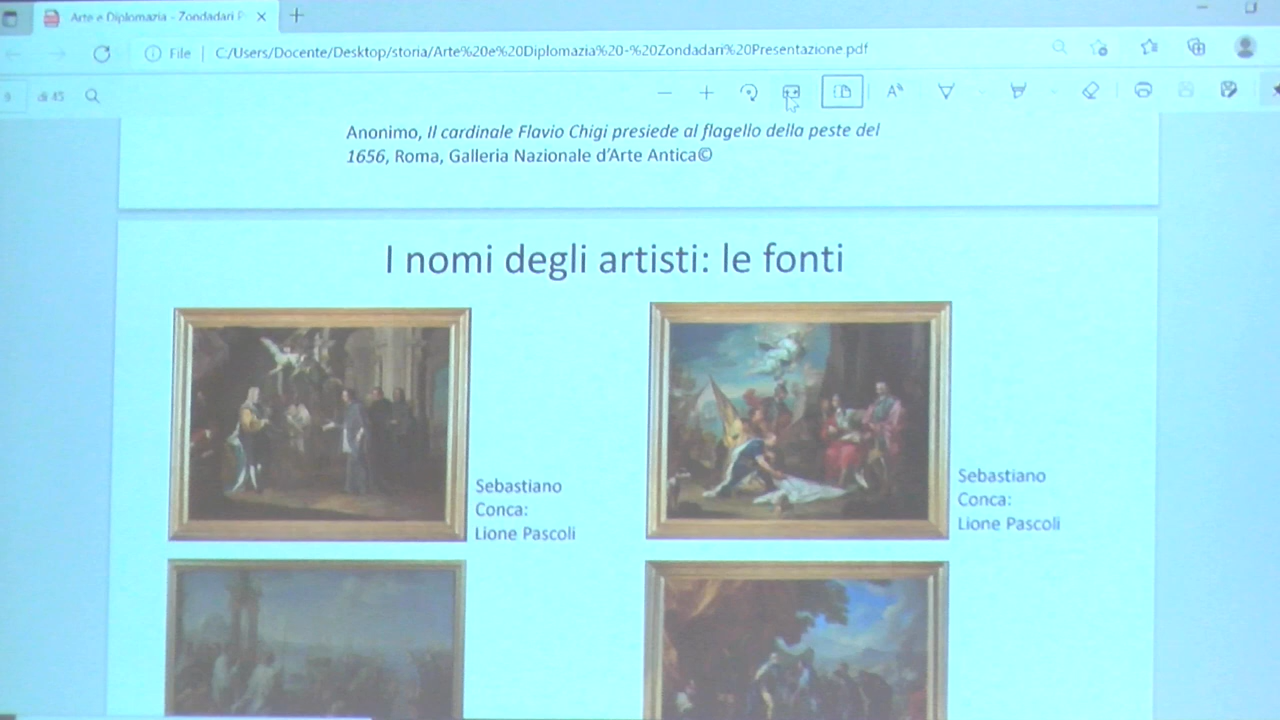 Arte e Diplomazia - Zondadari P
File
C:/Users/Docente/Desktop/storia/Arte%20e%20Diplomazia%20-%20Zondadari%20Presentazione.pdf
9 di 45
Anonimo, Il cardinale Flavio Chigi presiede al flagello della peste del
1656, Roma, Galleria Nazionale d'Arte Antica©
I nomi degli artisti: le fonti
Sebastiano
Conca:
Lione Pascoli
Sebastiano
Conca:
Lione Pascoli